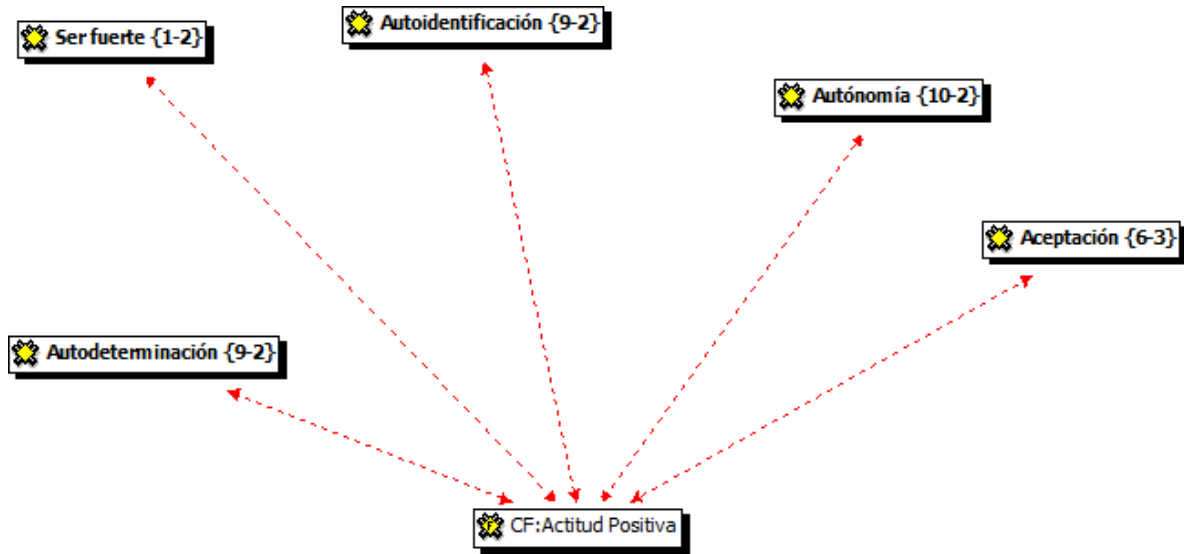 Ser fuerte {1-2}
Autoidentificación {9-2}
Autónomía {10-2}
Aceptación {6-3}
Autodeterminación {9-2}
CF:Actitud Positiva